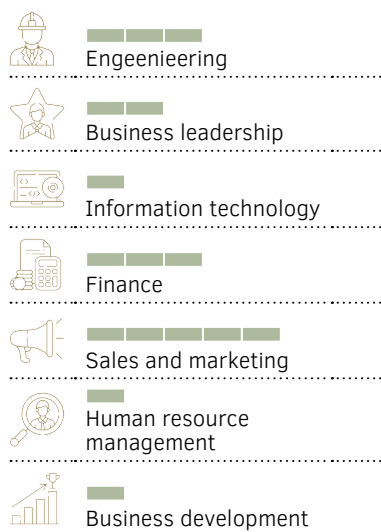 Engeenieering
Business leadership
Information technology
Finance
Sales and marketing
Human resource
management
Business development